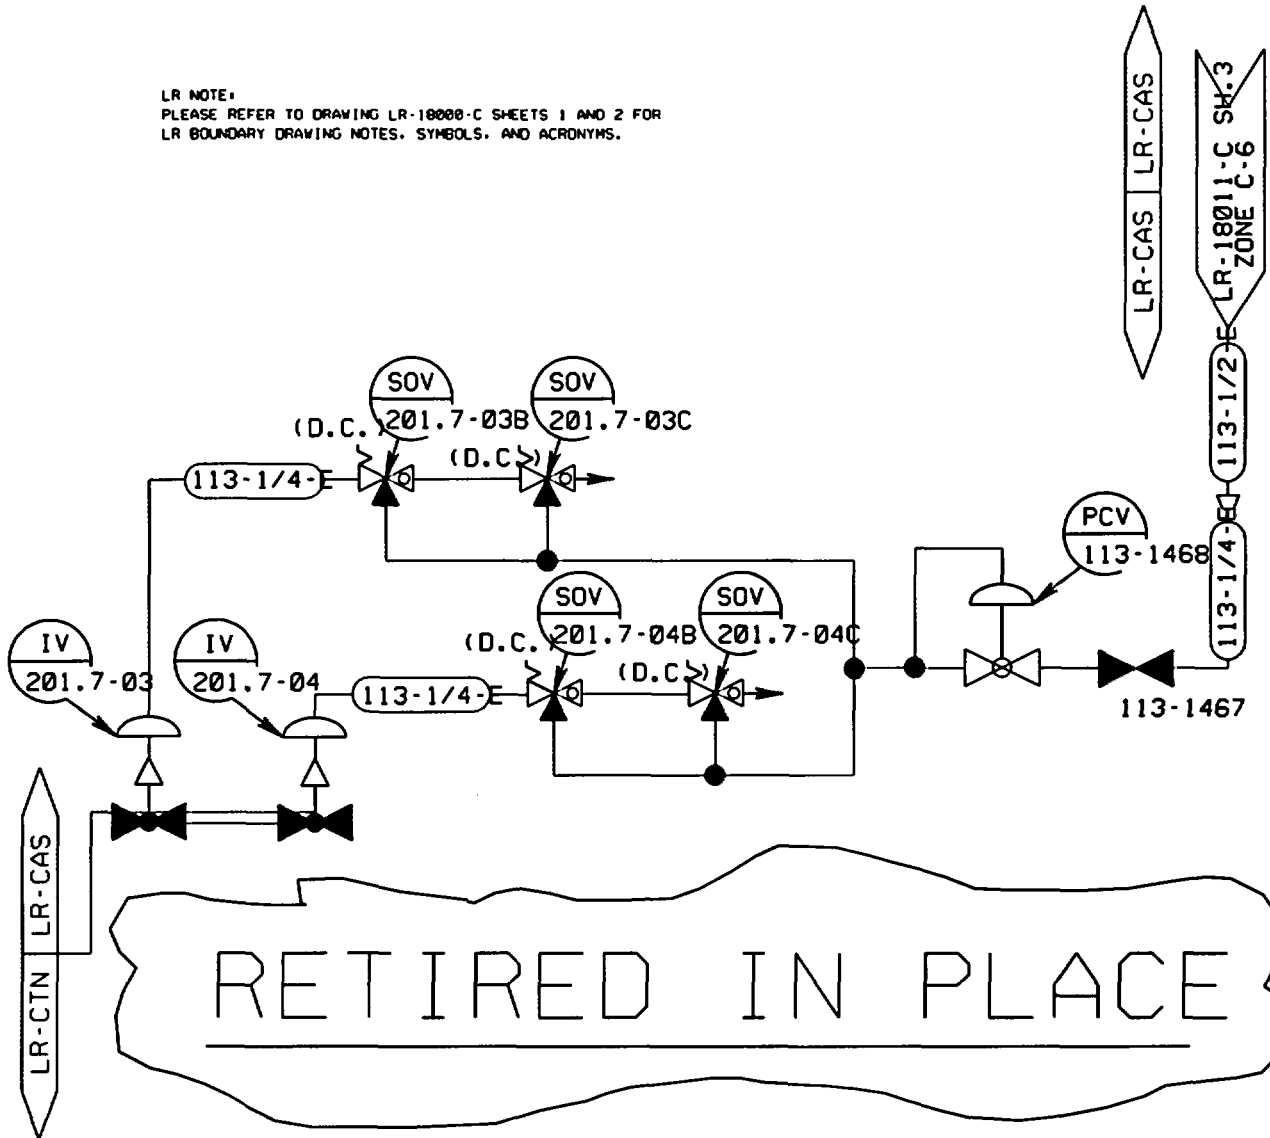 LR NOTE:
PLEASE REFER TO DRAWING LR-18000-C SHEETS 1 AND 2 FOR
LR BOUNDARY DRAWING NOTES, SYMBOLS, AND ACRONYMS.
LR-CAS
LR-CAS
LR-18011-C SH.3
ZONE C-6
113-1/2-E
113-1/4-E
SOV
201.7-03B
SOV
201.7-03C
(D.C.)
(D.C.)
113-1/4-E
PCV
113-1468
SOV
201.7-04B
SOV
201.7-04C
(D.C.)
(D.C.)
IV
201.7-03
IV
201.7-04
113-1/4-E
113-1467
LR-CAS
LR-CTN
RETIRED IN PLACE